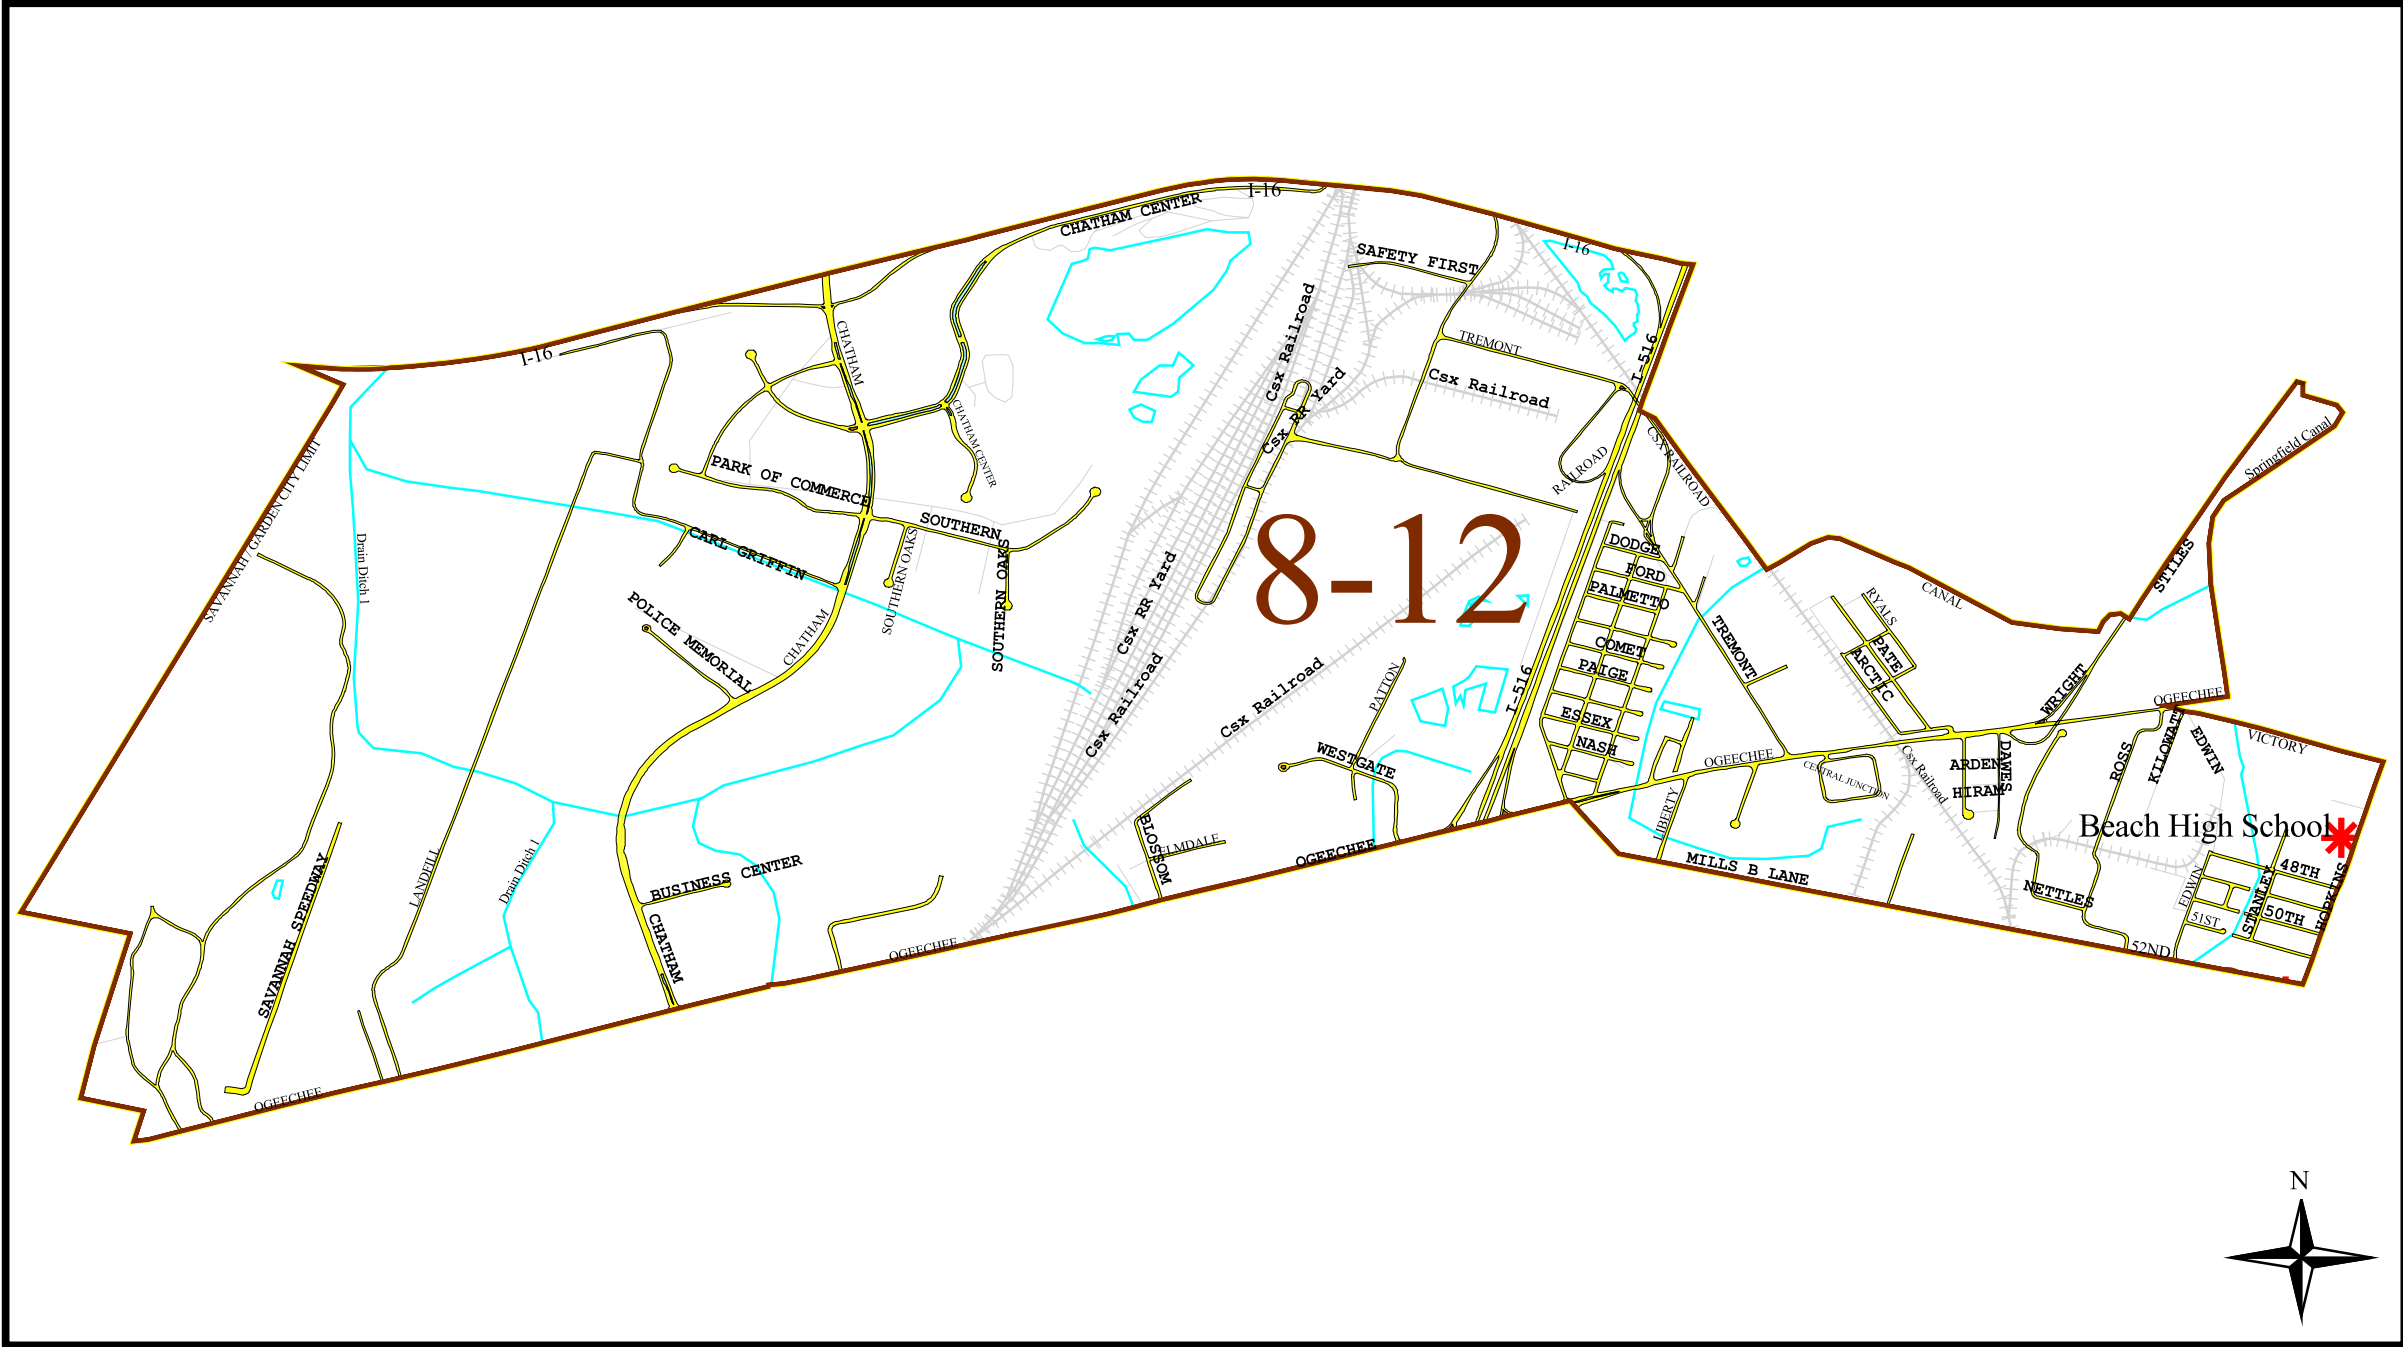 I-16
CHATHAM CENTER
I-16
SAFETY FIRST
I-16
CHATHAM
Csx Railroad
TREMONT
I-516
Csx Railroad
Csx RR Yard
CHATHAM CENTER
SAVANNAH / GARDEN CITY LIMIT
PARK OF COMMERCE
RAILROAD
CSX RAILROAD
Springfield Canal
Drain Ditch 1
CARL GRIFFIN
SOUTHERN
SOUTHERN OAKS
SOUTHERN OAKS
8-12
DODGE
FORD
PALMETTO
COMET
PAIGE
ESSEX
NASH
TREMONT
RYALS
PATE
ARCTIC
CANAL
STILES
WRIGHT
OGEECHEE
POLICE MEMORIAL
CHATHAM
Csx RR Yard
Csx Railroad
Csx Railroad
PATTON
I-516
WESTGATE
OGEECHEE
CENTRAL JUNCTION
Csx Railroad
ARDEN
DAWES
HIRAM
ROSS
KILOWATT
EDWIN
VICTORY
Beach High School
LANDFILL
Drain Ditch 1
BUSINESS CENTER
CHATHAM
BLOSSOM
ELMDALE
OGEECHEE
LIBERTY
MILLS B LANE
NETTLES
EDWIN
STANLEY
48TH
50TH
51ST
52ND
HOPKINS
SAVANNAH SPEEDWAY
OGEECHEE
OGEECHEE
N